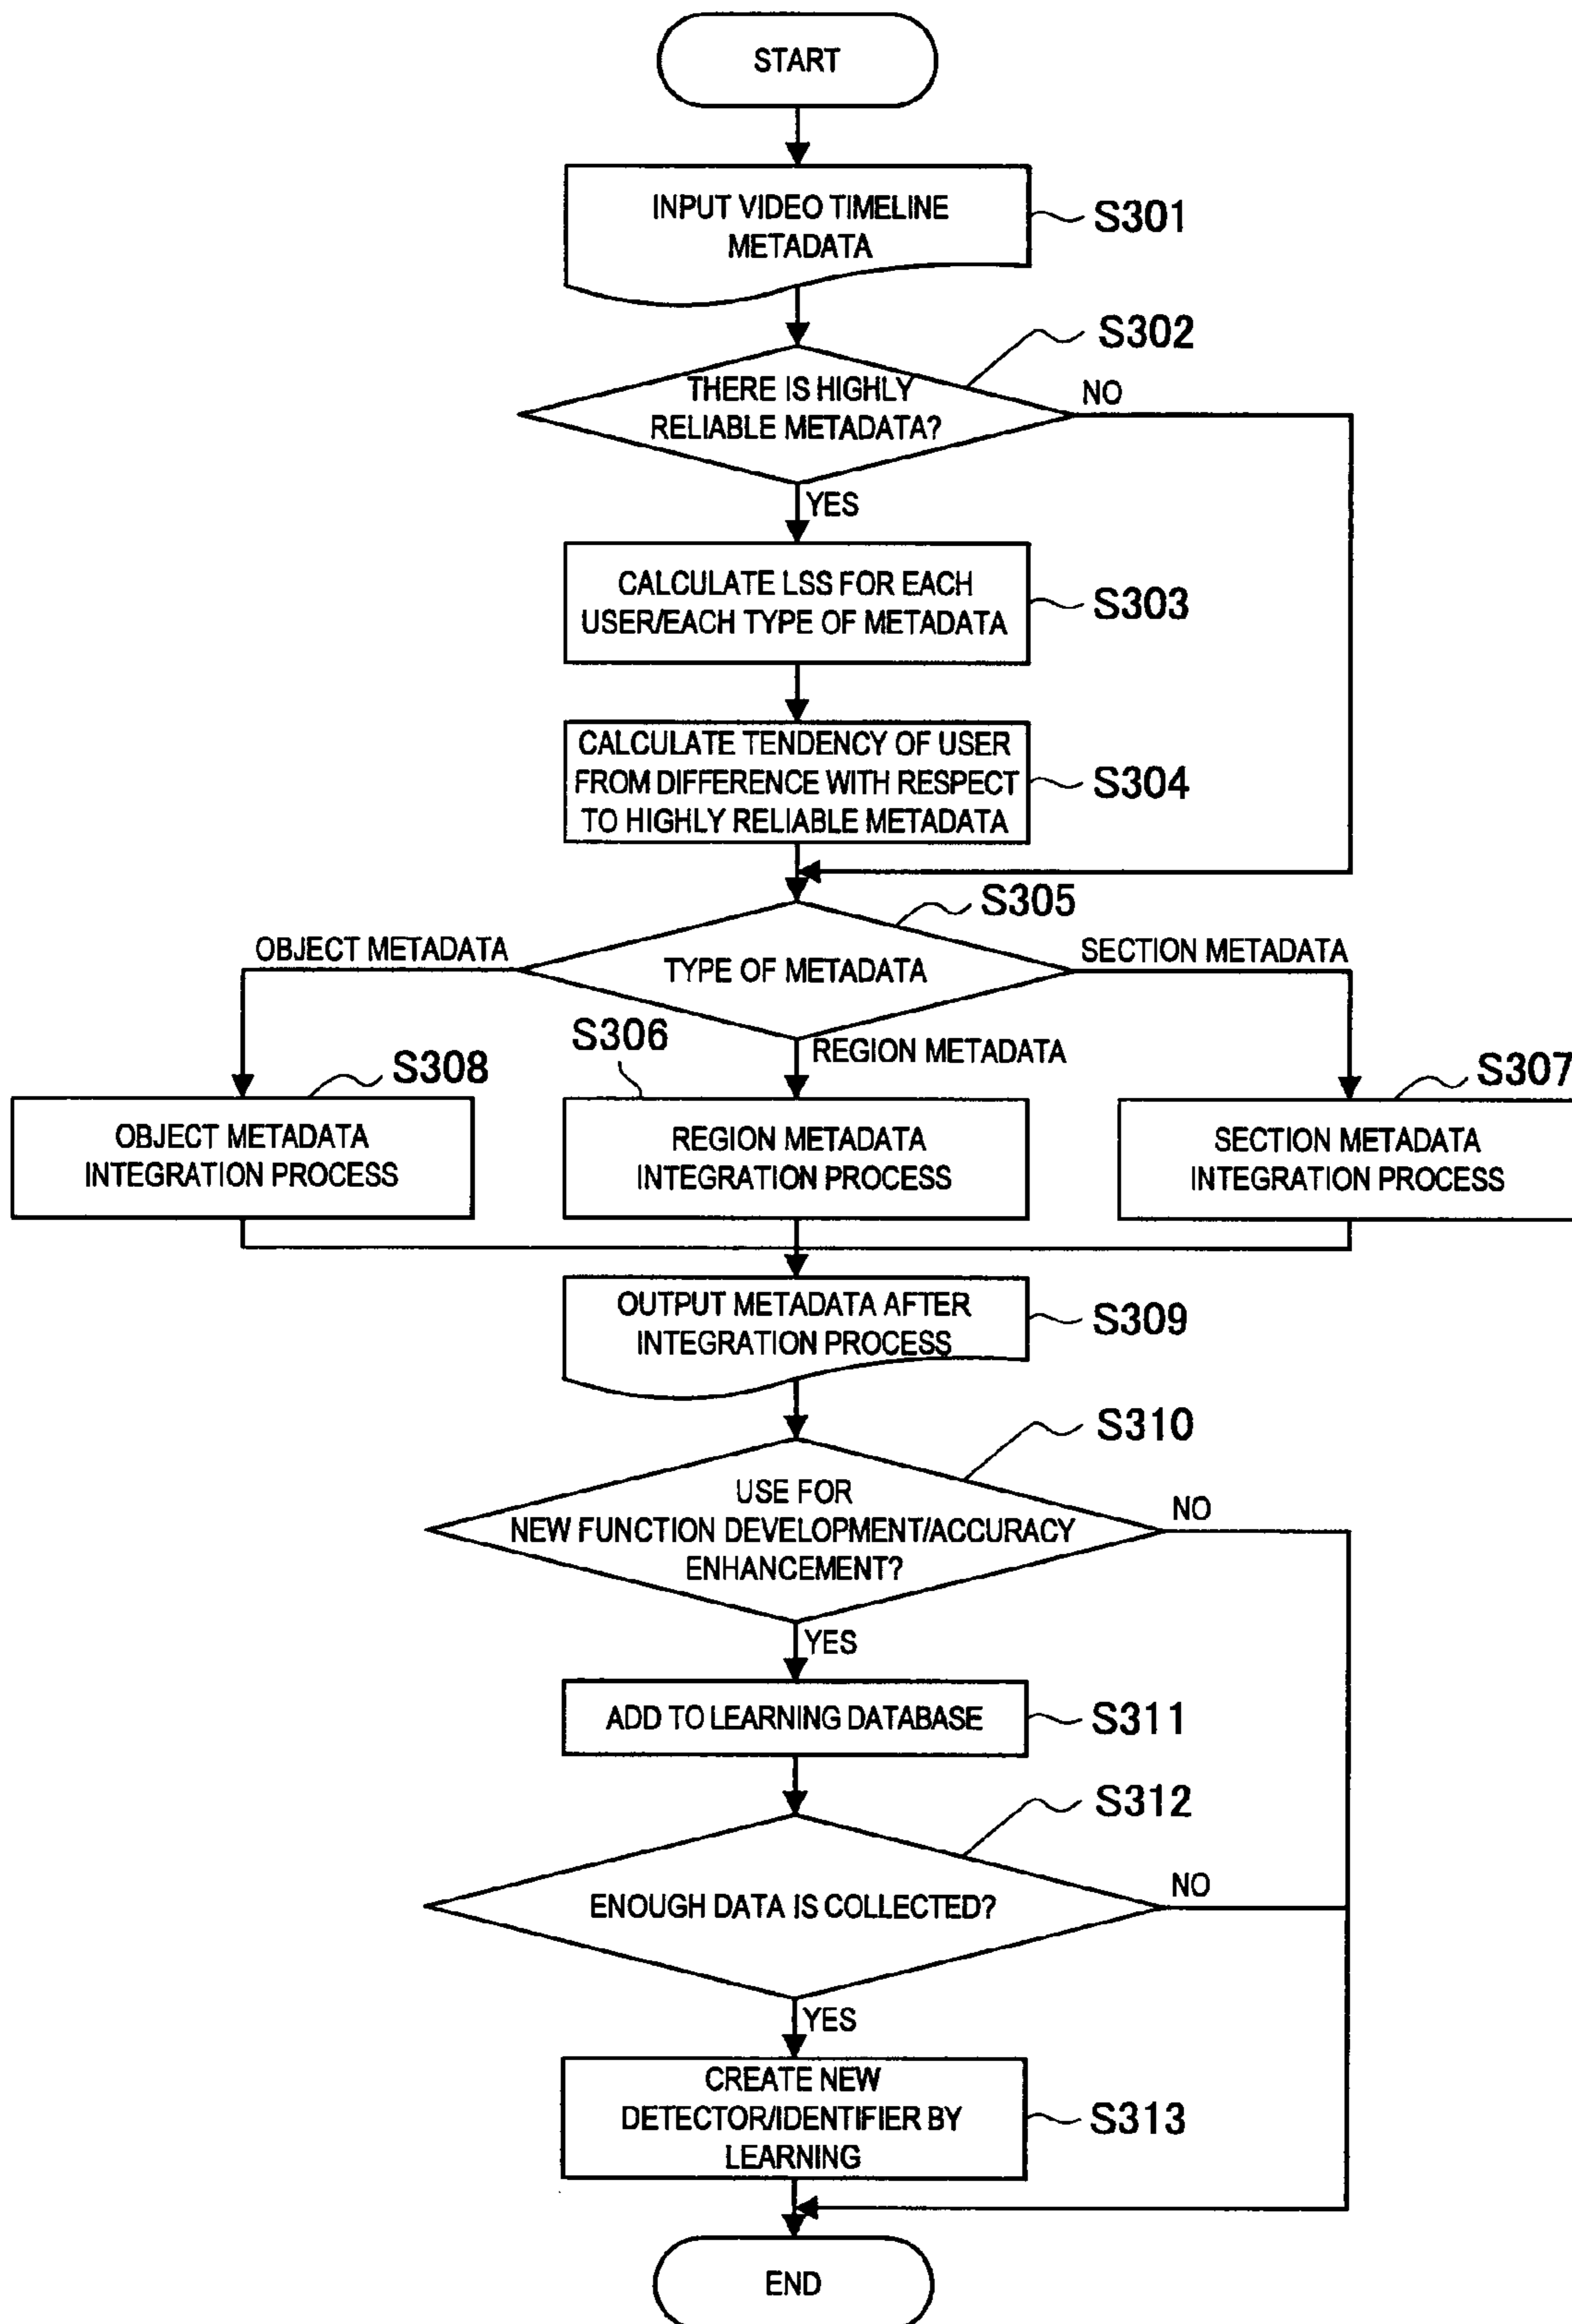 START
INPUT VIDEO TIMELINE
METADATA
S301
S302
THERE IS HIGHLY
RELIABLE METADATA?
NO
YES
CALCULATE LSS FOR EACH
USER/EACH TYPE OF METADATA
S303
CALCULATE TENDENCY OF USER
FROM DIFFERENCE WITH RESPECT
TO HIGHLY RELIABLE METADATA
S304
S305
OBJECT METADATA
TYPE OF METADATA
SECTION METADATA
REGION METADATA
S308
S306
S307
OBJECT METADATA
INTEGRATION PROCESS
REGION METADATA
INTEGRATION PROCESS
SECTION METADATA
INTEGRATION PROCESS
OUTPUT METADATA AFTER
INTEGRATION PROCESS
S309
S310
USE FOR
NEW FUNCTION DEVELOPMENT/ACCURACY
ENHANCEMENT?
NO
YES
ADD TO LEARNING DATABASE
S311
S312
ENOUGH DATA IS COLLECTED?
NO
YES
CREATE NEW
DETECTOR/IDENTIFIER BY
LEARNING
S313
END